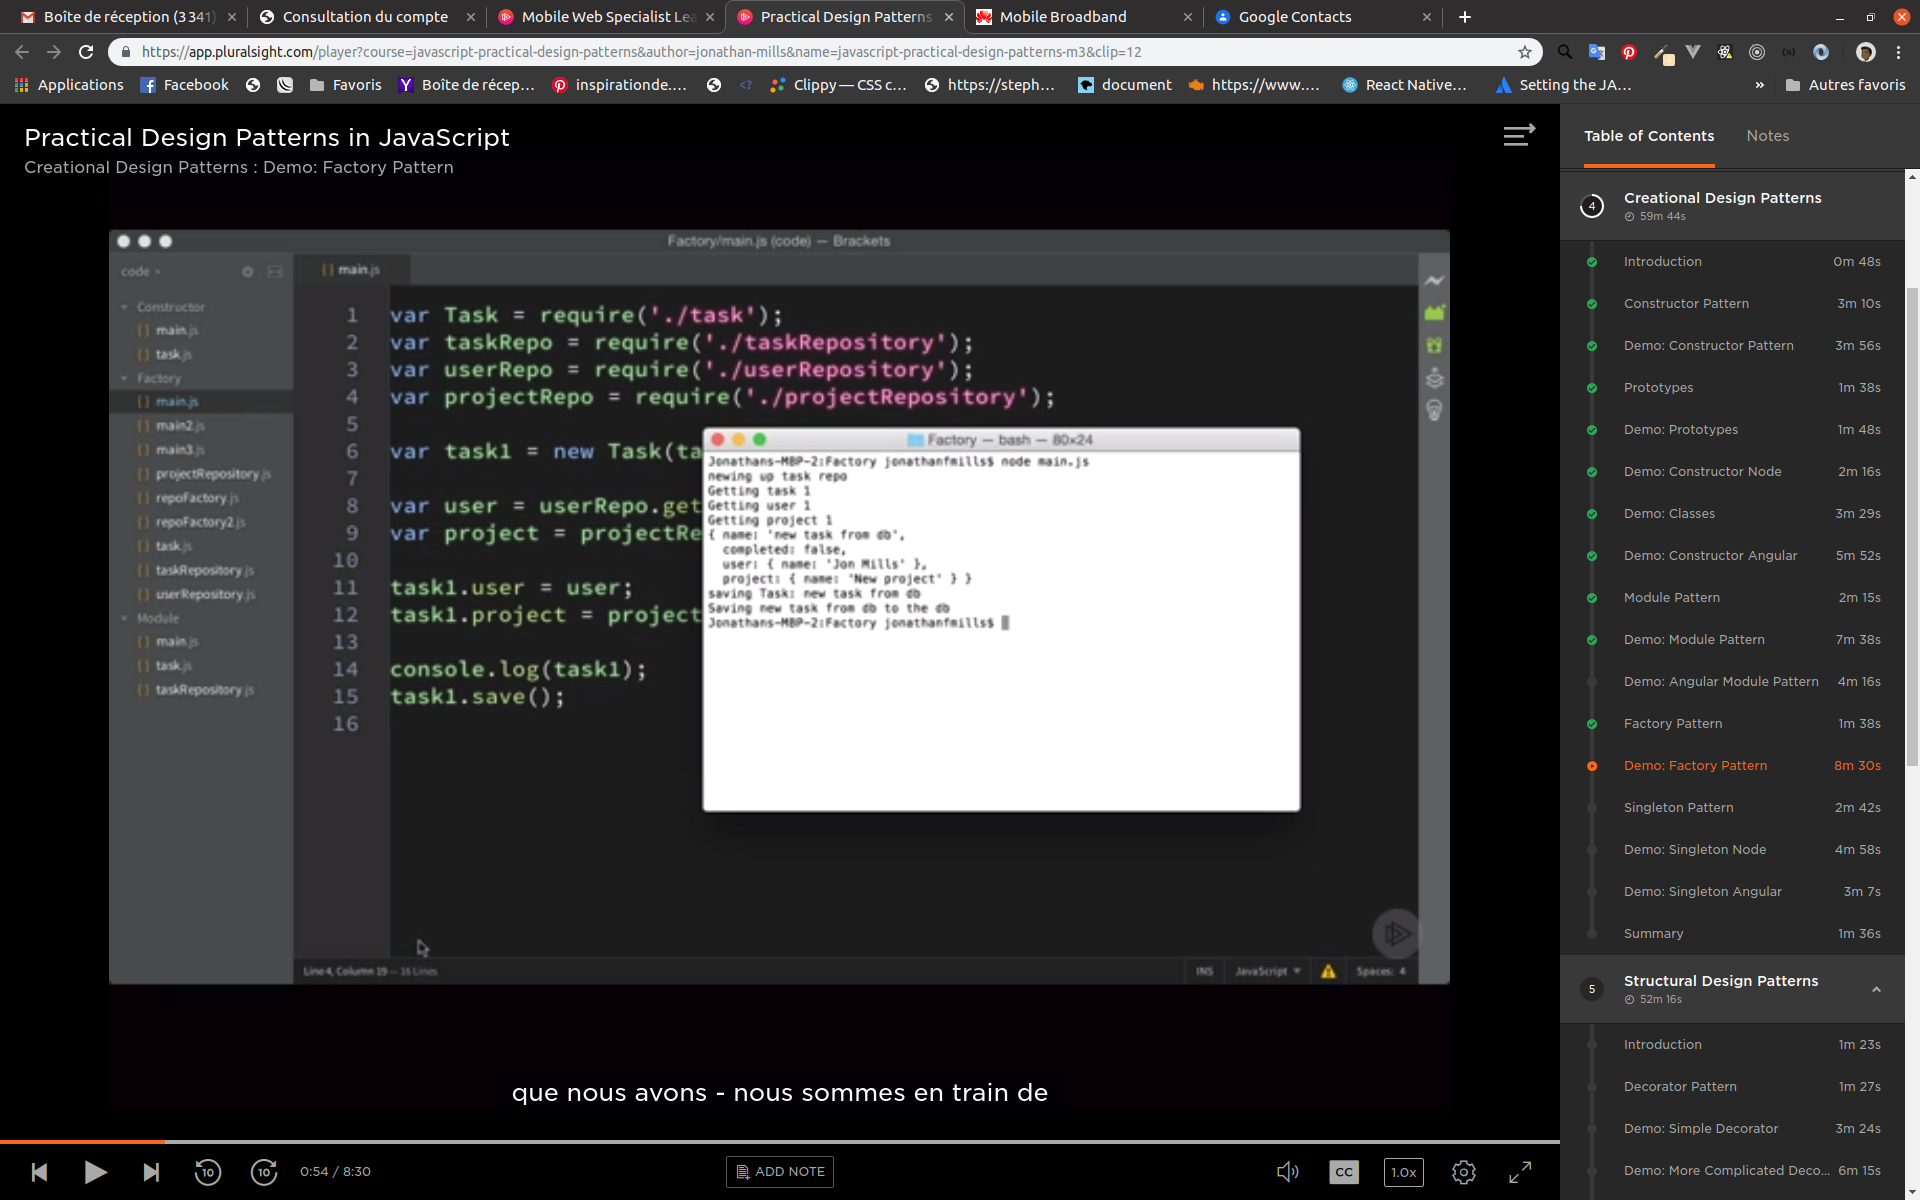 Boîte de réception (3 341)
Consultation du compte
Mobile Web Specialist Le
Practical Design Patterns
Mobile Broadband
Google Contacts
https://app.pluralsight.com/player?course=javascript-practical-design-patterns&author=jonathan-mills&name=javascript-practical-design-patterns-m3&clip=12
Applications
Facebook
Favoris
Boîte de récep...
inspirationde....
Clippy — CSS c...
https://steph...
document
https://www....
React Native...
Setting the JA...
»
Autres favoris
Practical Design Patterns in JavaScript
Creational Design Patterns : Demo: Factory Pattern
Factory/main.js (code) — Brackets
code
Constructor
main.js
task.js
Factory
main.js
main2.js
main3.js
projectRepository.js
repoFactory.js
repoFactory2.js
task.js
taskRepository.js
userRepository.js
Module
main.js
task.js
taskRepository.js
main.js
1 var Task = require('./task');
2 var taskRepo = require('./taskRepository');
3 var userRepo = require('./userRepository');
4 var projectRepo = require('./projectRepository');
5
6 var task1 = new Task(ta
7
8 var user = userRepo.get
9 var project = projectRe
10
11 task1.user = user;
12 task1.project = project
13
14 console.log(task1);
15 task1.save();
16
Factory — bash — 80×24
Jonathans-MBP-2:Factory jonathanfmills$ node main.js
newing up task repo
Getting task 1
Getting user 1
Getting project 1
{ name: 'new task from db',
completed: false,
user: { name: 'Jon Mills' },
project: { name: 'New project' } }
saving Task: new task from db
Saving new task from db to the db
Jonathans-MBP-2:Factory jonathanfmills$
Line 4, Column 19 — 16 Lines
INS
JavaScript
Spaces: 4
que nous avons - nous sommes en train de
10
10
0:54 / 8:30
ADD NOTE
CC
1.0x
Table of Contents
Notes
4
Creational Design Patterns
59m 44s
Introduction 0m 48s
Constructor Pattern 3m 10s
Demo: Constructor Pattern 3m 56s
Prototypes 1m 38s
Demo: Prototypes 1m 48s
Demo: Constructor Node 2m 16s
Demo: Classes 3m 29s
Demo: Constructor Angular 5m 52s
Module Pattern 2m 15s
Demo: Module Pattern 7m 38s
Demo: Angular Module Pattern 4m 16s
Factory Pattern 1m 38s
Demo: Factory Pattern 8m 30s
Singleton Pattern 2m 42s
Demo: Singleton Node 4m 58s
Demo: Singleton Angular 3m 7s
Summary 1m 36s
5
Structural Design Patterns
52m 16s
Introduction 1m 23s
Decorator Pattern 1m 27s
Demo: Simple Decorator 3m 24s
Demo: More Complicated Deco... 6m 15s